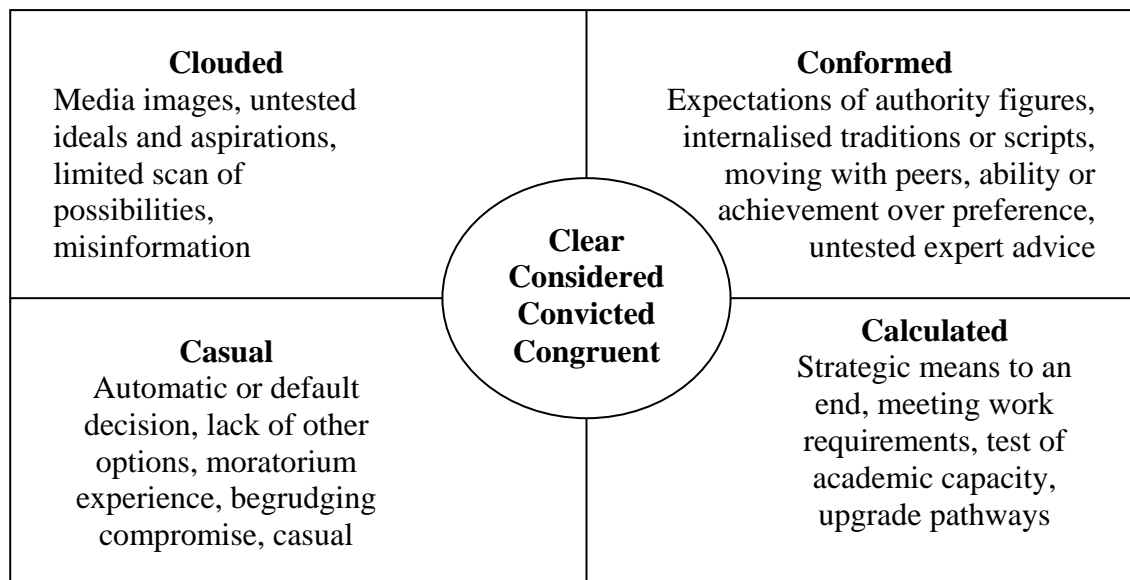 Clouded
Media images, untested
ideals and aspirations,
limited scan of
possibilities,
misinformation
Conformed
Expectations of authority figures,
internalised traditions or scripts,
moving with peers, ability or
achievement over preference,
untested expert advice
Clear
Considered
Convicted
Congruent
Casual
Automatic or default
decision, lack of other
options, moratorium
experience, begrudging
compromise, casual
Calculated
Strategic means to an
end, meeting work
requirements, test of
academic capacity,
upgrade pathways